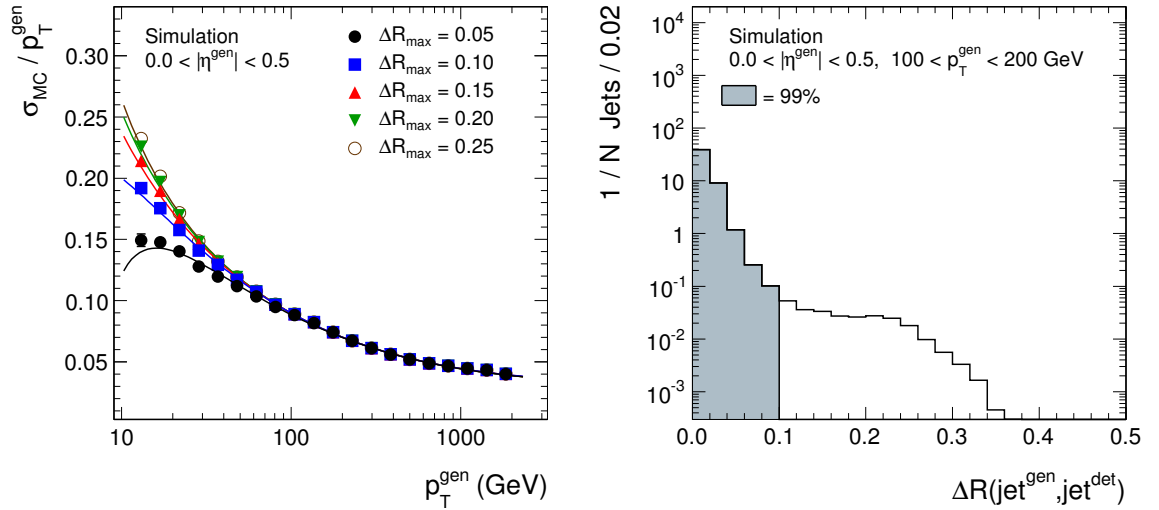 σ_MC / p_T^gen
0.30
0.25
0.20
0.15
0.10
0.05
Simulation
0.0 < |η^gen| < 0.5
ΔR_max = 0.05
ΔR_max = 0.10
ΔR_max = 0.15
ΔR_max = 0.20
ΔR_max = 0.25
10 100 1000
p_T^gen (GeV)
1 / N Jets / 0.02
10^4
10^3
10^2
10
1
10^-1
10^-2
10^-3
Simulation
0.0 < |η^gen| < 0.5, 100 < p_T^gen < 200 GeV
= 99%
0.0 0.1 0.2 0.3 0.4 0.5
ΔR(jet^gen,jet^det)